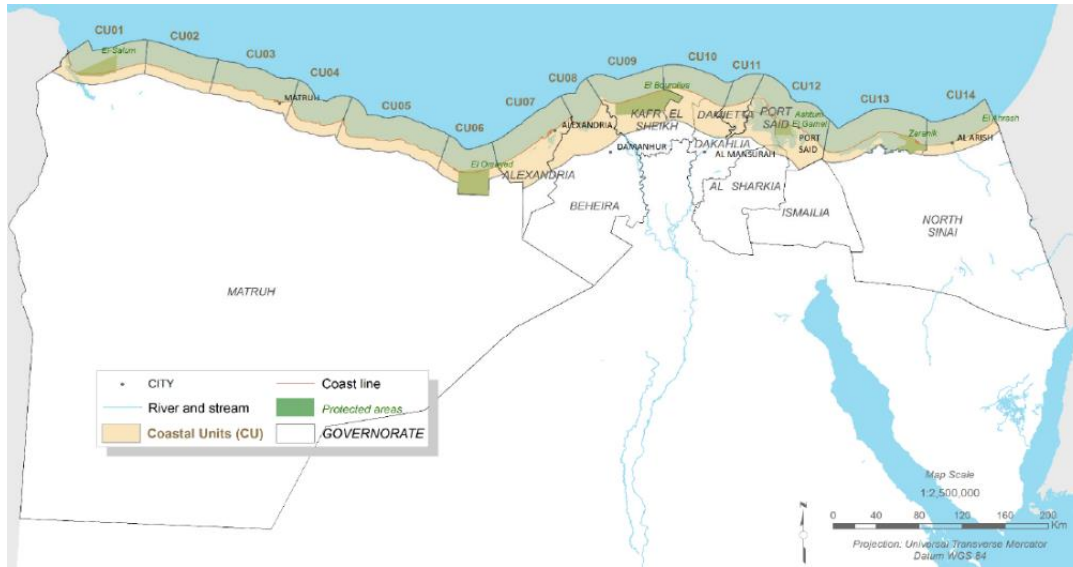 CU01
CU02
CU03
CU04
CU05
CU06
CU07
CU08
CU09
CU10
CU11
CU12
CU13
CU14
El Salum
MATRUH
El Omayed
ALEXANDRIA
ALEXANDRIA
El Bourollus
KAFR EL
SHEIKH
DAMIETTA
PORT
SAID
Ashtum
El Gamiel
PORT
SAID
Zaranik
AL ARISH
El Ahrash
DAMANHUR
DAKAHLIA
AL MANSURAH
BEHEIRA
AL SHARKIA
ISMAILIA
NORTH
SINAI
MATRUH
CITY
River and stream
Coastal Units (CU)
Coast line
Protected areas
GOVERNORATE
N
Map Scale
1:2,500,000
0 40 80 120 160 200
Km
Projection: Universal Transverse Mercator
Datum WGS 84